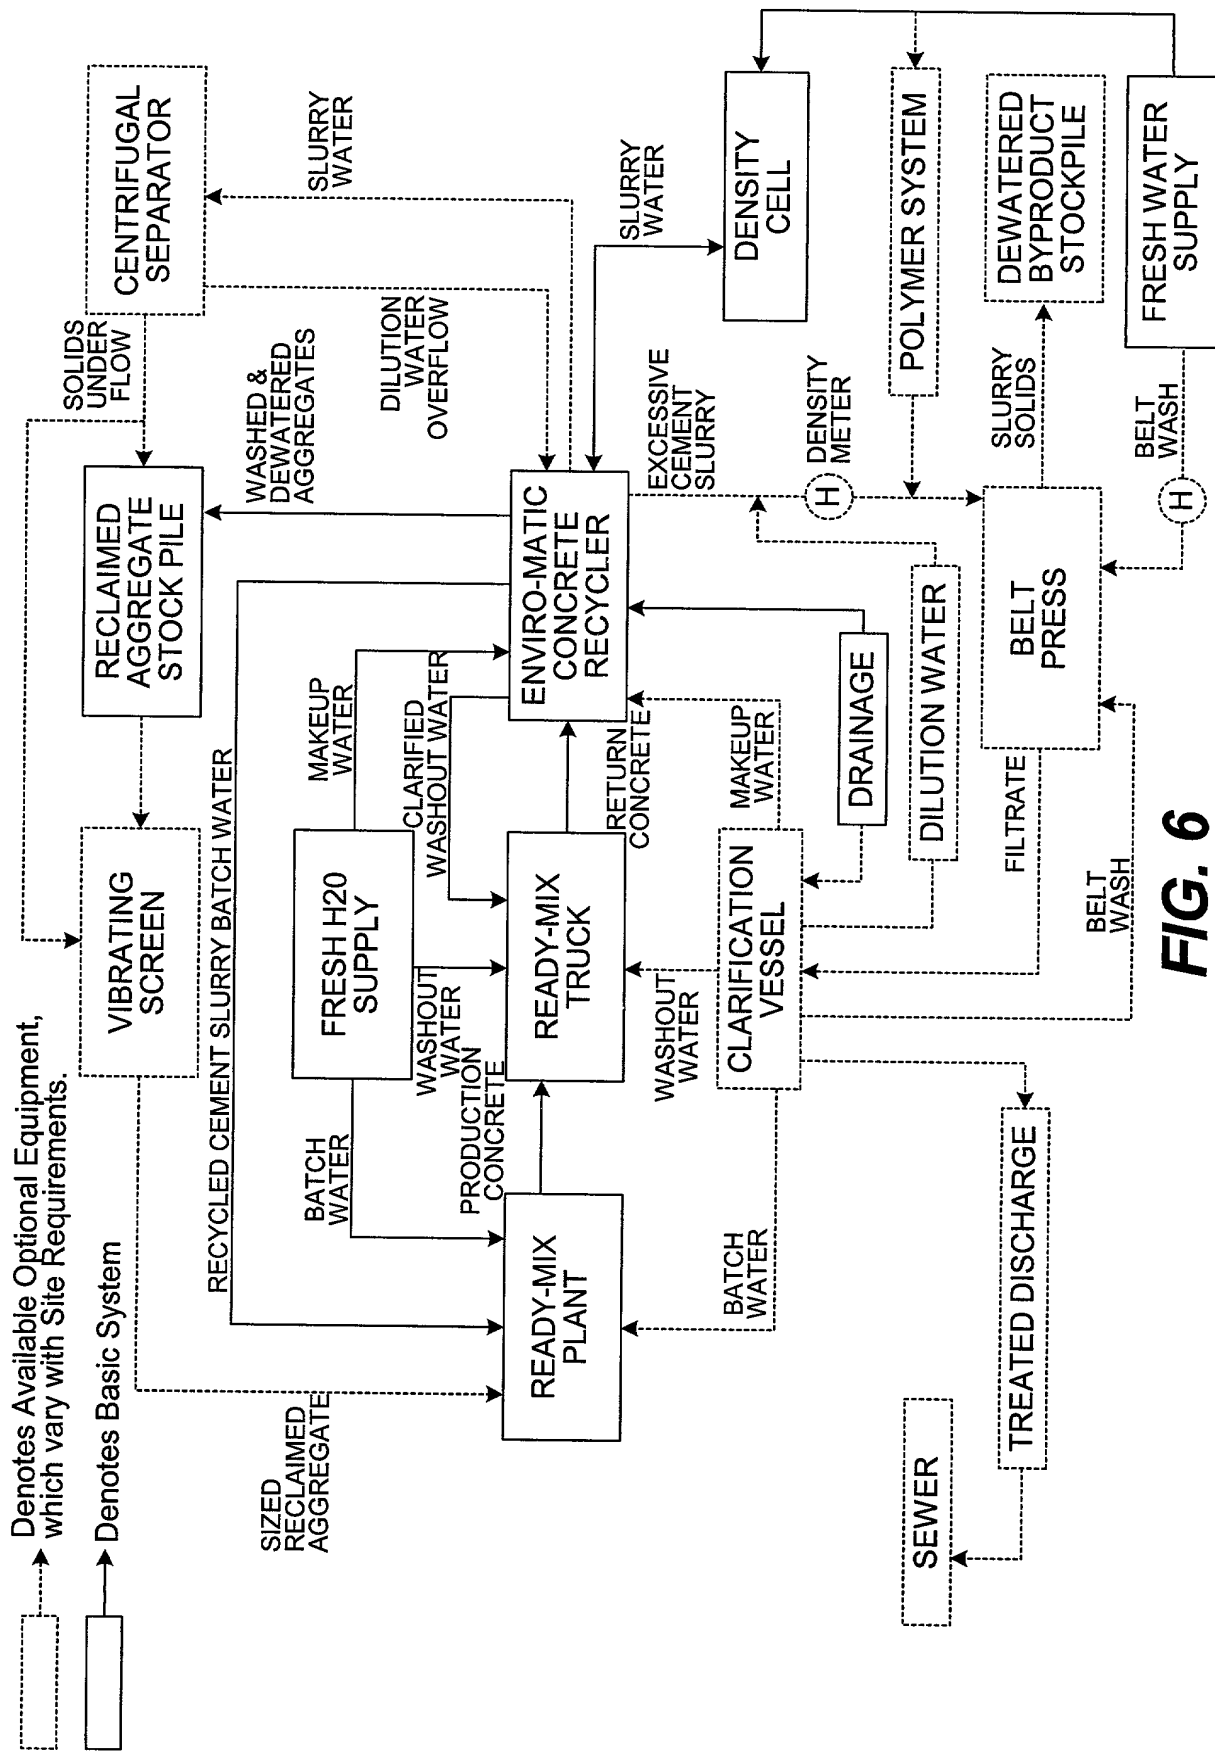 Denotes Available Optional Equipment,
which vary with Site Requirements.
Denotes Basic System
VIBRATING
SCREEN
RECLAIMED
AGGREGATE
STOCK PILE
SOLIDS
UNDER
FLOW
CENTRIFUGAL
SEPARATOR
SIZED
RECLAIMED
AGGREGATE
RECYCLED CEMENT SLURRY BATCH WATER
WASHED &
DEWATERED
AGGREGATES
DILUTION
WATER
OVERFLOW
SLURRY
WATER
BATCH
WATER
FRESH H20
SUPPLY
MAKEUP
WATER
WASHOUT
WATER
CLARIFIED
WASHOUT WATER
PRODUCTION
CONCRETE
READY-MIX
PLANT
READY-MIX
TRUCK
RETURN
CONCRETE
ENVIRO-MATIC
CONCRETE
RECYCLER
SLURRY
WATER
DENSITY
CELL
BATCH
WATER
WASHOUT
WATER
CLARIFICATION
VESSEL
MAKEUP
WATER
EXCESSIVE
CEMENT
SLURRY
H
DENSITY
METER
DRAINAGE
DILUTION WATER
POLYMER SYSTEM
SEWER
TREATED DISCHARGE
FILTRATE
BELT
PRESS
SLURRY
SOLIDS
DEWATERED
BYPRODUCT
STOCKPILE
BELT
WASH
H
BELT
WASH
FRESH WATER
SUPPLY
FIG. 6